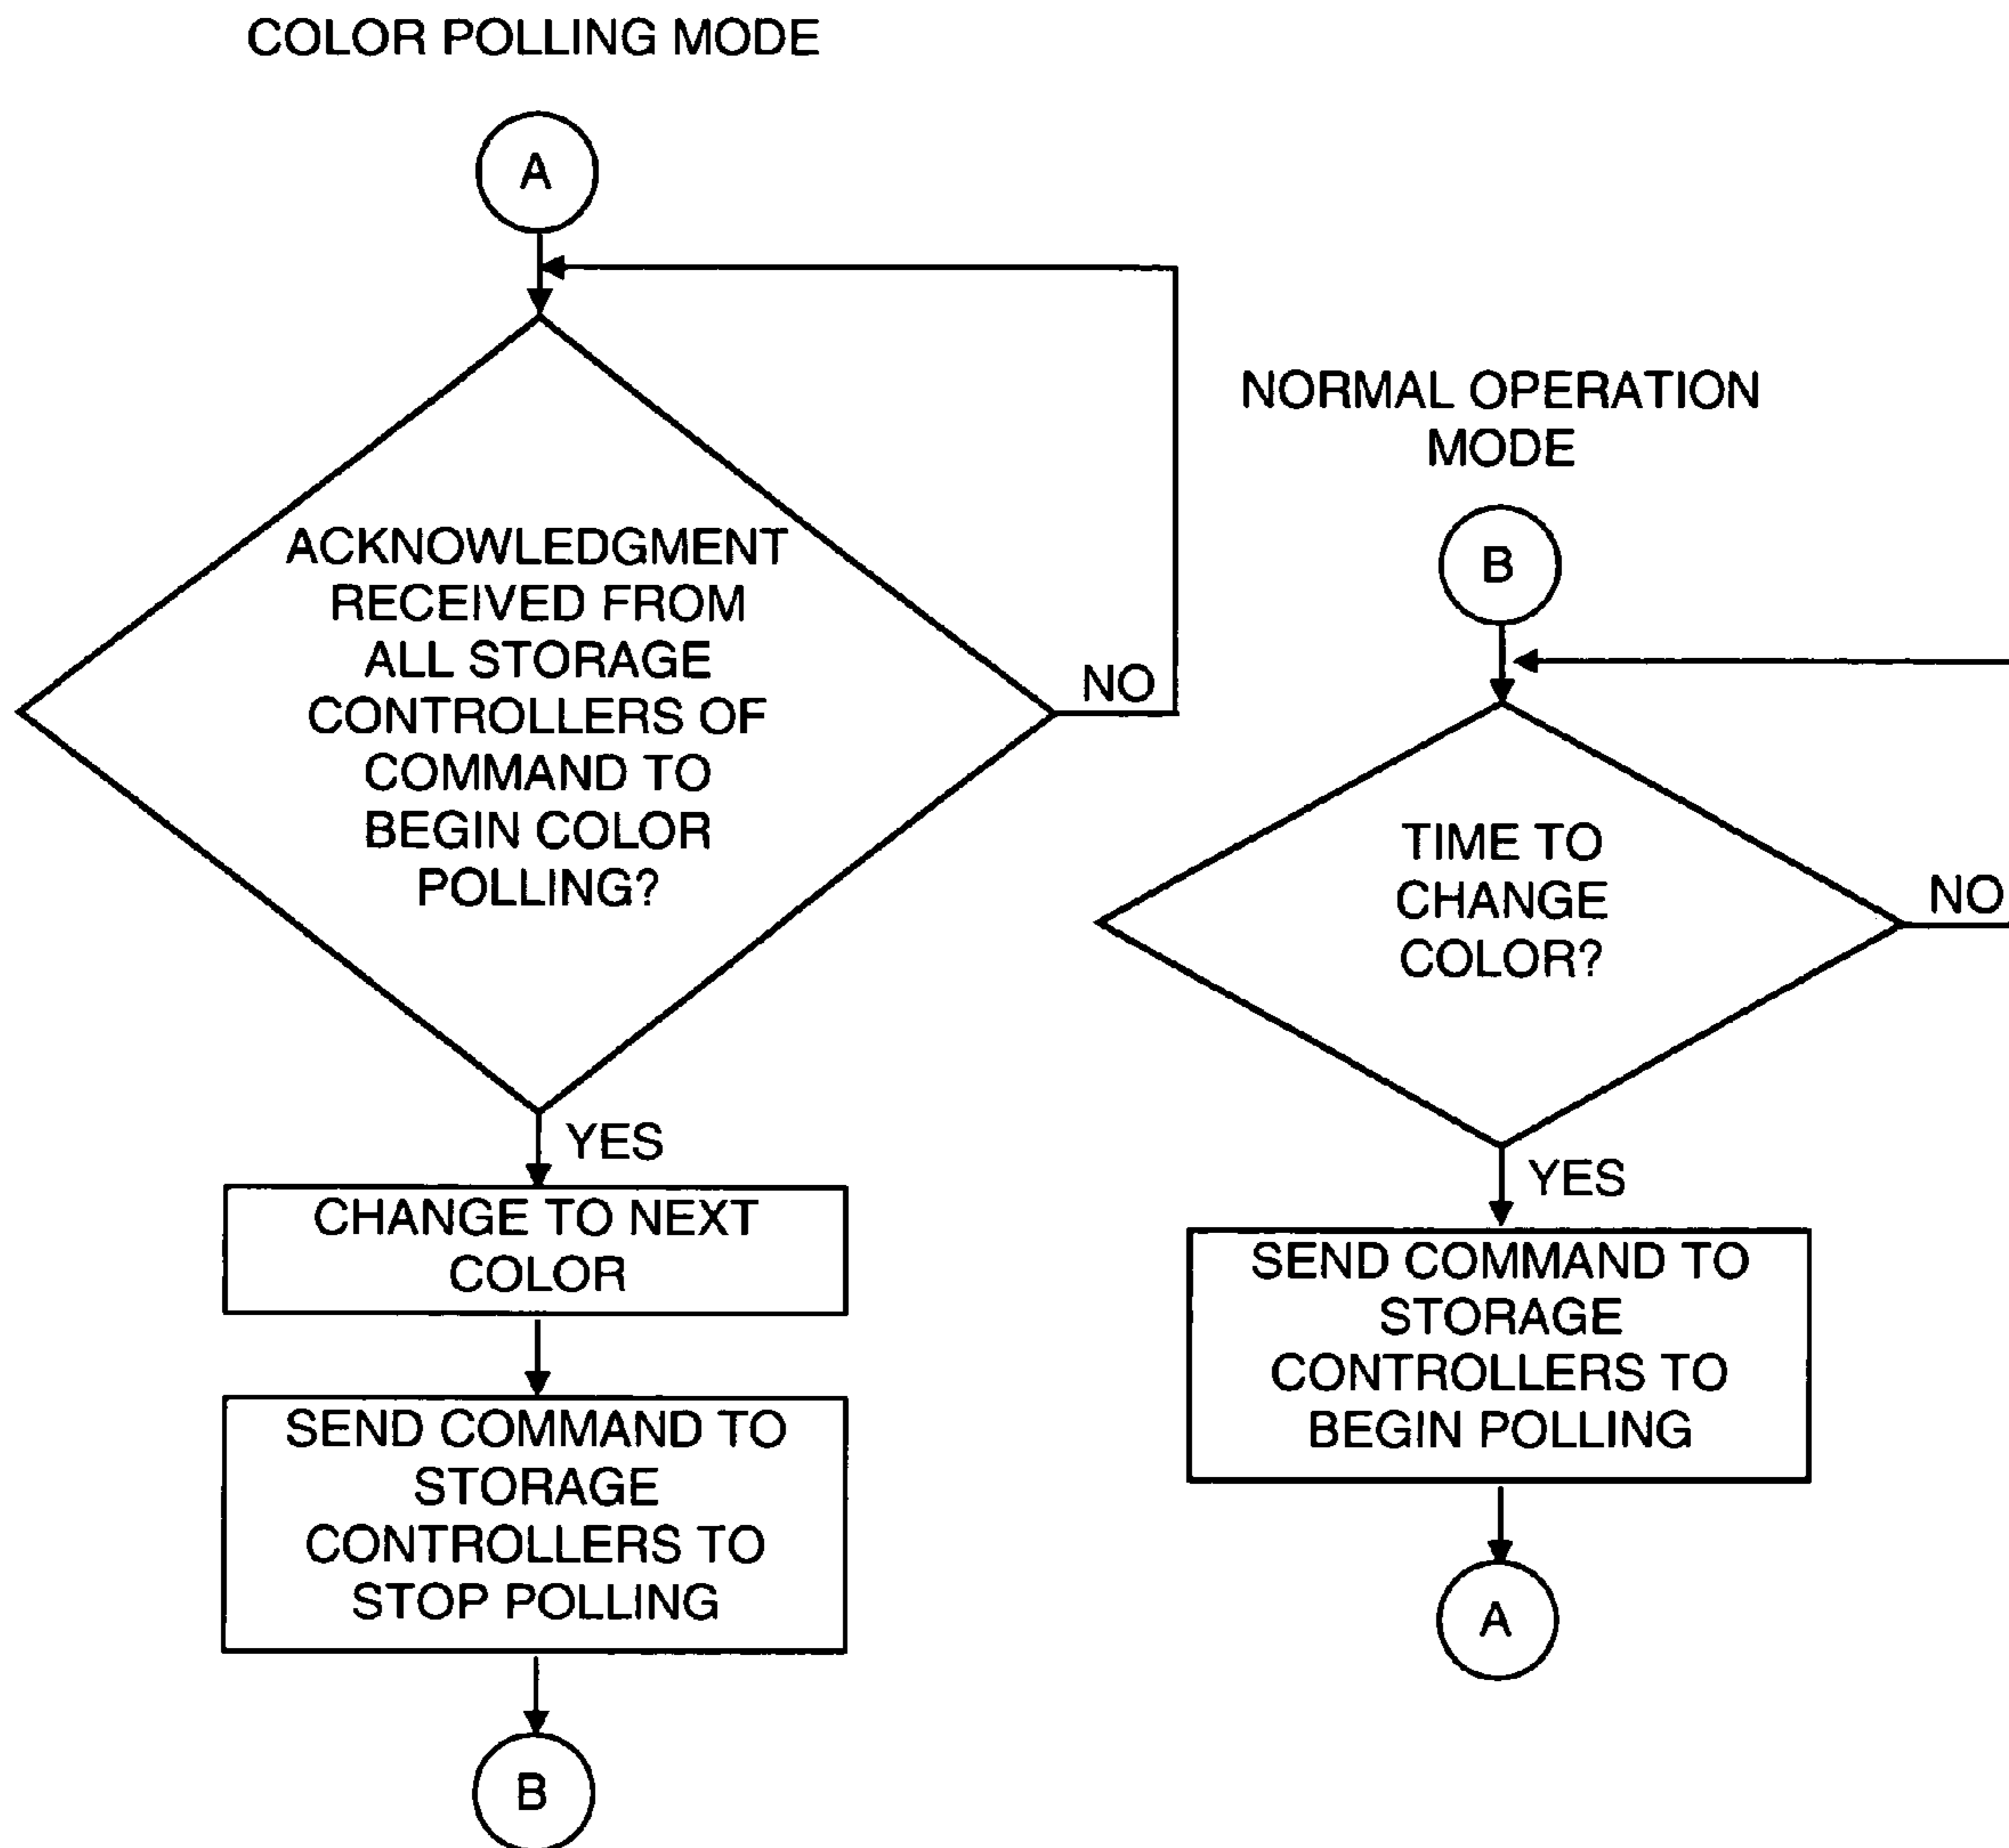 COLOR POLLING MODE
A
ACKNOWLEDGMENT
RECEIVED FROM
ALL STORAGE
CONTROLLERS OF
COMMAND TO
BEGIN COLOR
POLLING?
NO
YES
CHANGE TO NEXT
COLOR
SEND COMMAND TO
STORAGE
CONTROLLERS TO
STOP POLLING
B
NORMAL OPERATION
MODE
B
TIME TO
CHANGE
COLOR?
NO
YES
SEND COMMAND TO
STORAGE
CONTROLLERS TO
BEGIN POLLING
A